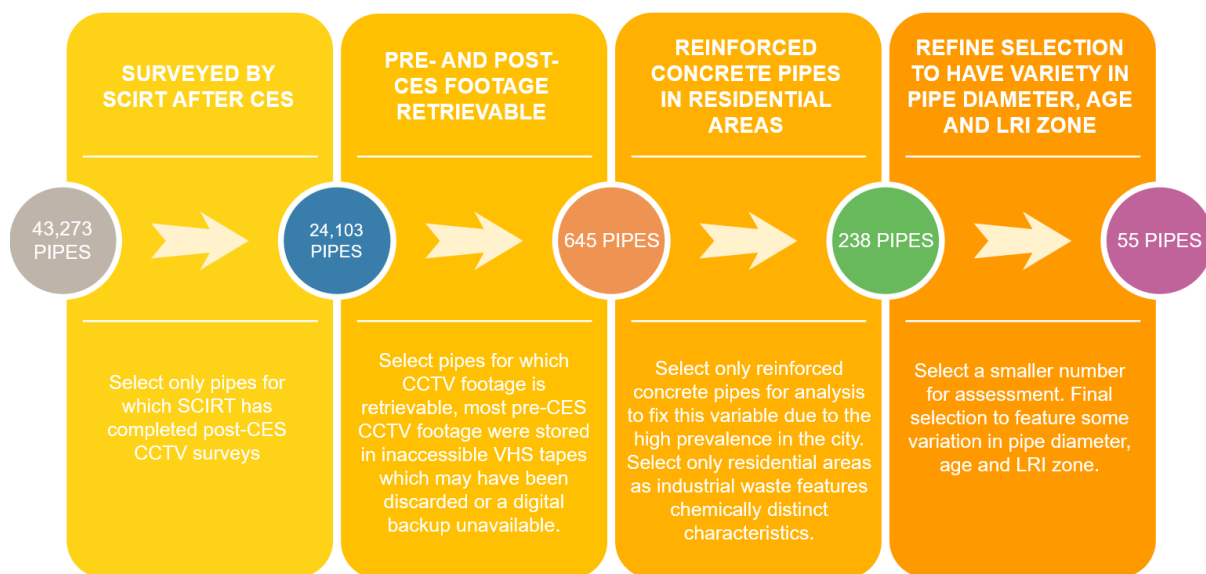 SURVEYED BY
SCIRT AFTER CES
PRE- AND POST-
CES FOOTAGE
RETRIEVABLE
REINFORCED
CONCRETE PIPES
IN RESIDENTIAL
AREAS
REFINE SELECTION
TO HAVE VARIETY IN
PIPE DIAMETER, AGE
AND LRI ZONE
43,273
PIPES
24,103
PIPES
645 PIPES
238 PIPES
55 PIPES
Select only pipes for
which SCIRT has
completed post-CES
CCTV surveys
Select pipes for which
CCTV footage is
retrievable, most pre-CES
CCTV footage were stored
in inaccessible VHS tapes
which may have been
discarded or a digital
backup unavailable.
Select only reinforced
concrete pipes for analysis
to fix this variable due to the
high prevalence in the city.
Select only residential areas
as industrial waste features
chemically distinct
characteristics.
Select a smaller number
for assessment. Final
selection to feature some
variation in pipe diameter,
age and LRI zone.